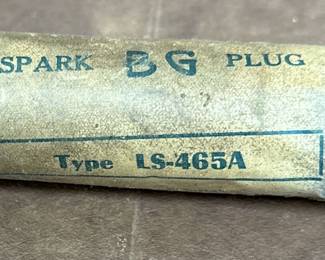 SPARK BG PLUG
Type LS-465A